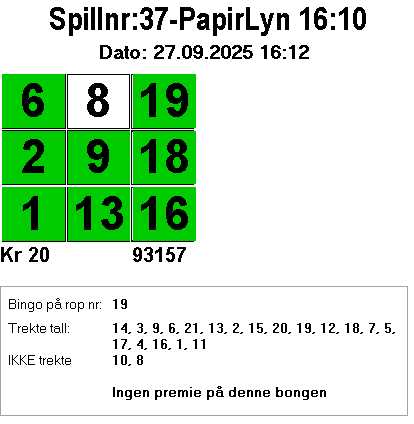 Spillnr:37-PapirLyn 16:10
Dato: 27.09.2025 16:12
6 8 19
2 9 18
1 13 16
Kr 20 93157
Bingo på rop nr: 19
Trekte tall: 14, 3, 9, 6, 21, 13, 2, 15, 20, 19, 12, 18, 7, 5,
17, 4, 16, 1, 11
IKKE trekte 10, 8
Ingen premie på denne bongen